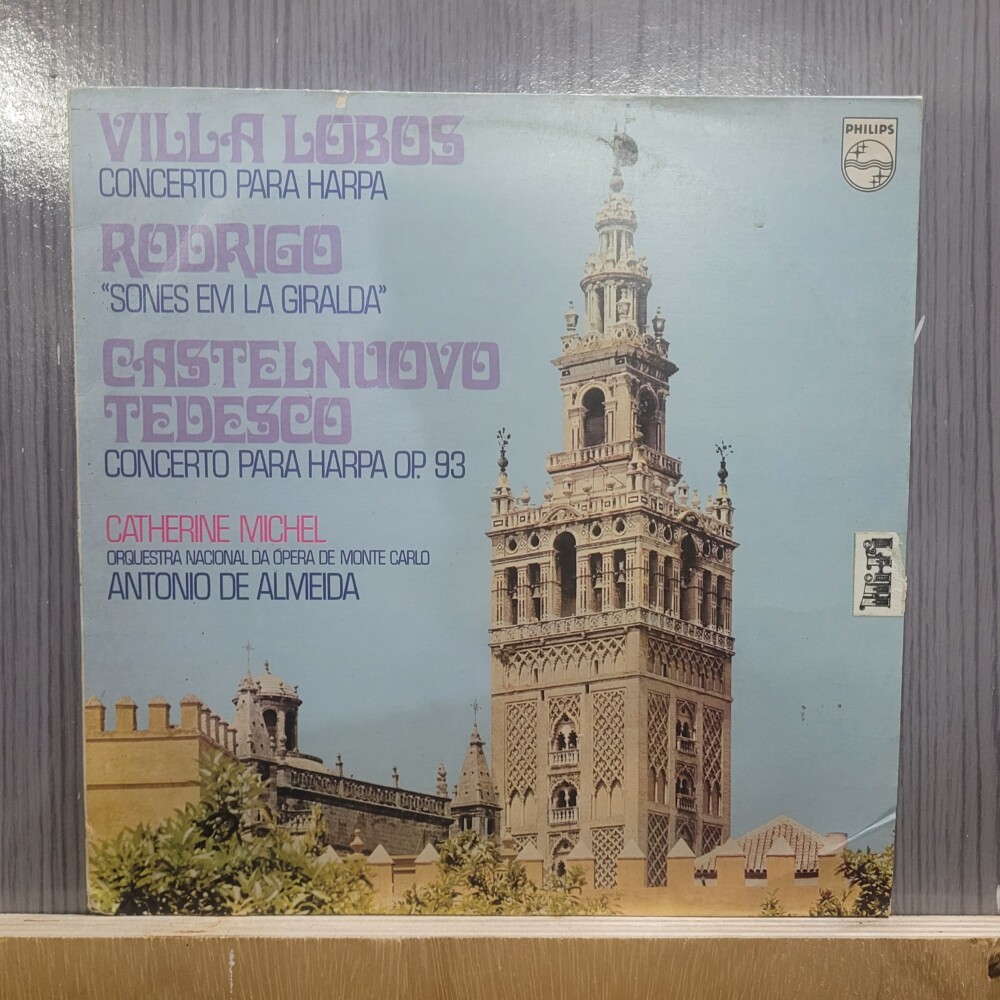 VILLA LOBOS
CONCERTO PARA HARPA
RODRIGO
“SONES EM LA GIRALDA”
CASTELNUOVO
TEDESCO
CONCERTO PARA HARPA OP. 93
CATHERINE MICHEL
ORQUESTRA NACIONAL DA ÓPERA DE MONTE CARLO
ANTONIO DE ALMEIDA
PHILIPS